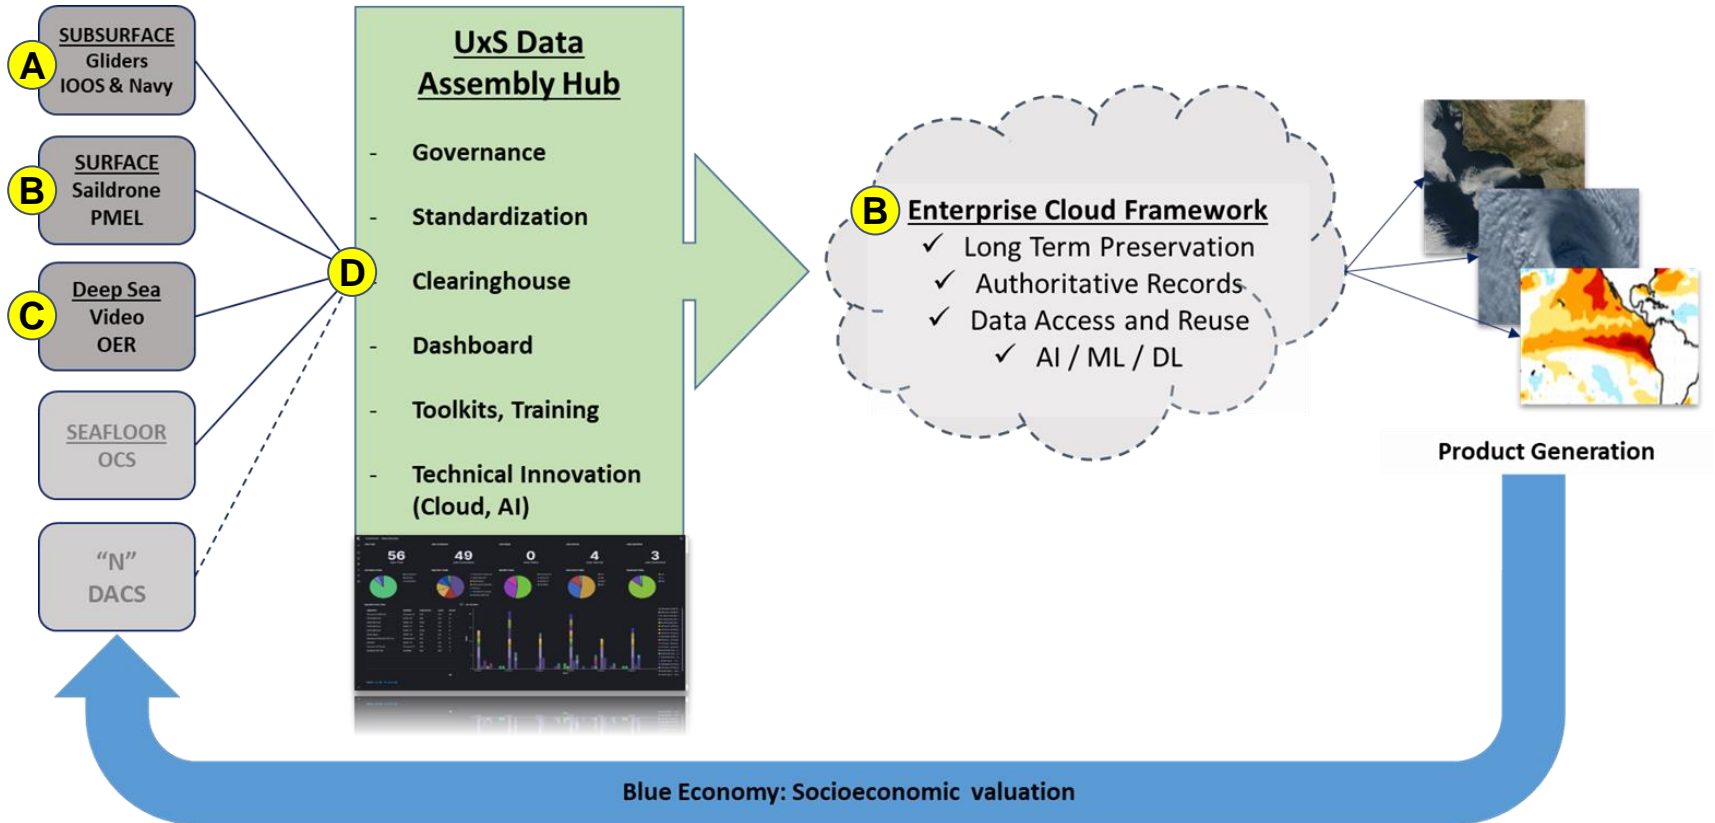 A
SUBSURFACE
Gliders
IOOS & Navy
B
SURFACE
Saildrone
PMEL
C
Deep Sea
Video
OER
SEAFLOOR
OCS
“N”
DACS
D
UxS Data
Assembly Hub
- Governance
- Standardization
- Clearinghouse
- Dashboard
- Toolkits, Training
- Technical Innovation
(Cloud, AI)
56 49 0 4 3
B
Enterprise Cloud Framework
✓ Long Term Preservation
✓ Authoritative Records
✓ Data Access and Reuse
✓ AI / ML / DL
Product Generation
Blue Economy: Socioeconomic valuation